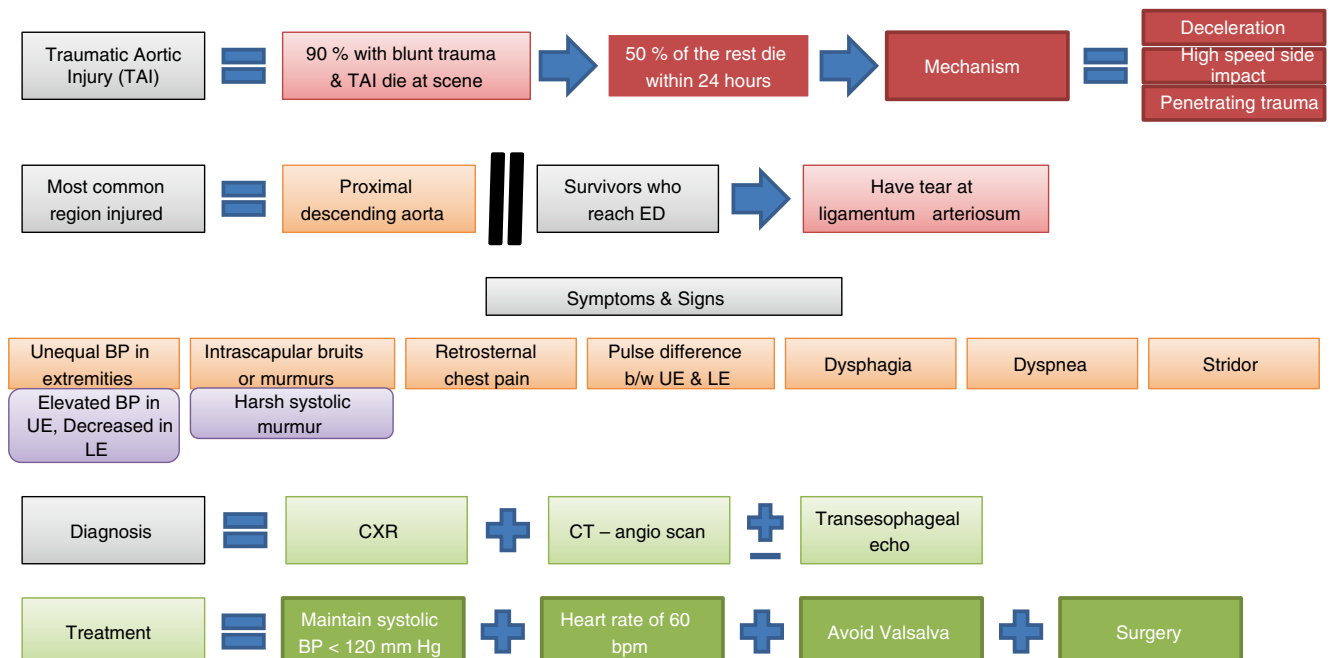 Traumatic Aortic
Injury (TAI)
90 % with blunt trauma
& TAI die at scene
50 % of the rest die
within 24 hours
Mechanism
Deceleration
High speed side
impact
Penetrating trauma
Most common
region injured
Proximal
descending aorta
Survivors who
reach ED
Have tear at
ligamentum arteriosum
Symptoms & Signs
Unequal BP in
extremities
Elevated BP in
UE, Decreased in
LE
Intrascapular bruits
or murmurs
Harsh systolic
murmur
Retrosternal
chest pain
Pulse difference
b/w UE & LE
Dysphagia
Dyspnea
Stridor
Diagnosis
CXR
CT – angio scan
Transesophageal
echo
Treatment
Maintain systolic
BP < 120 mm Hg
Heart rate of 60
bpm
Avoid Valsalva
Surgery